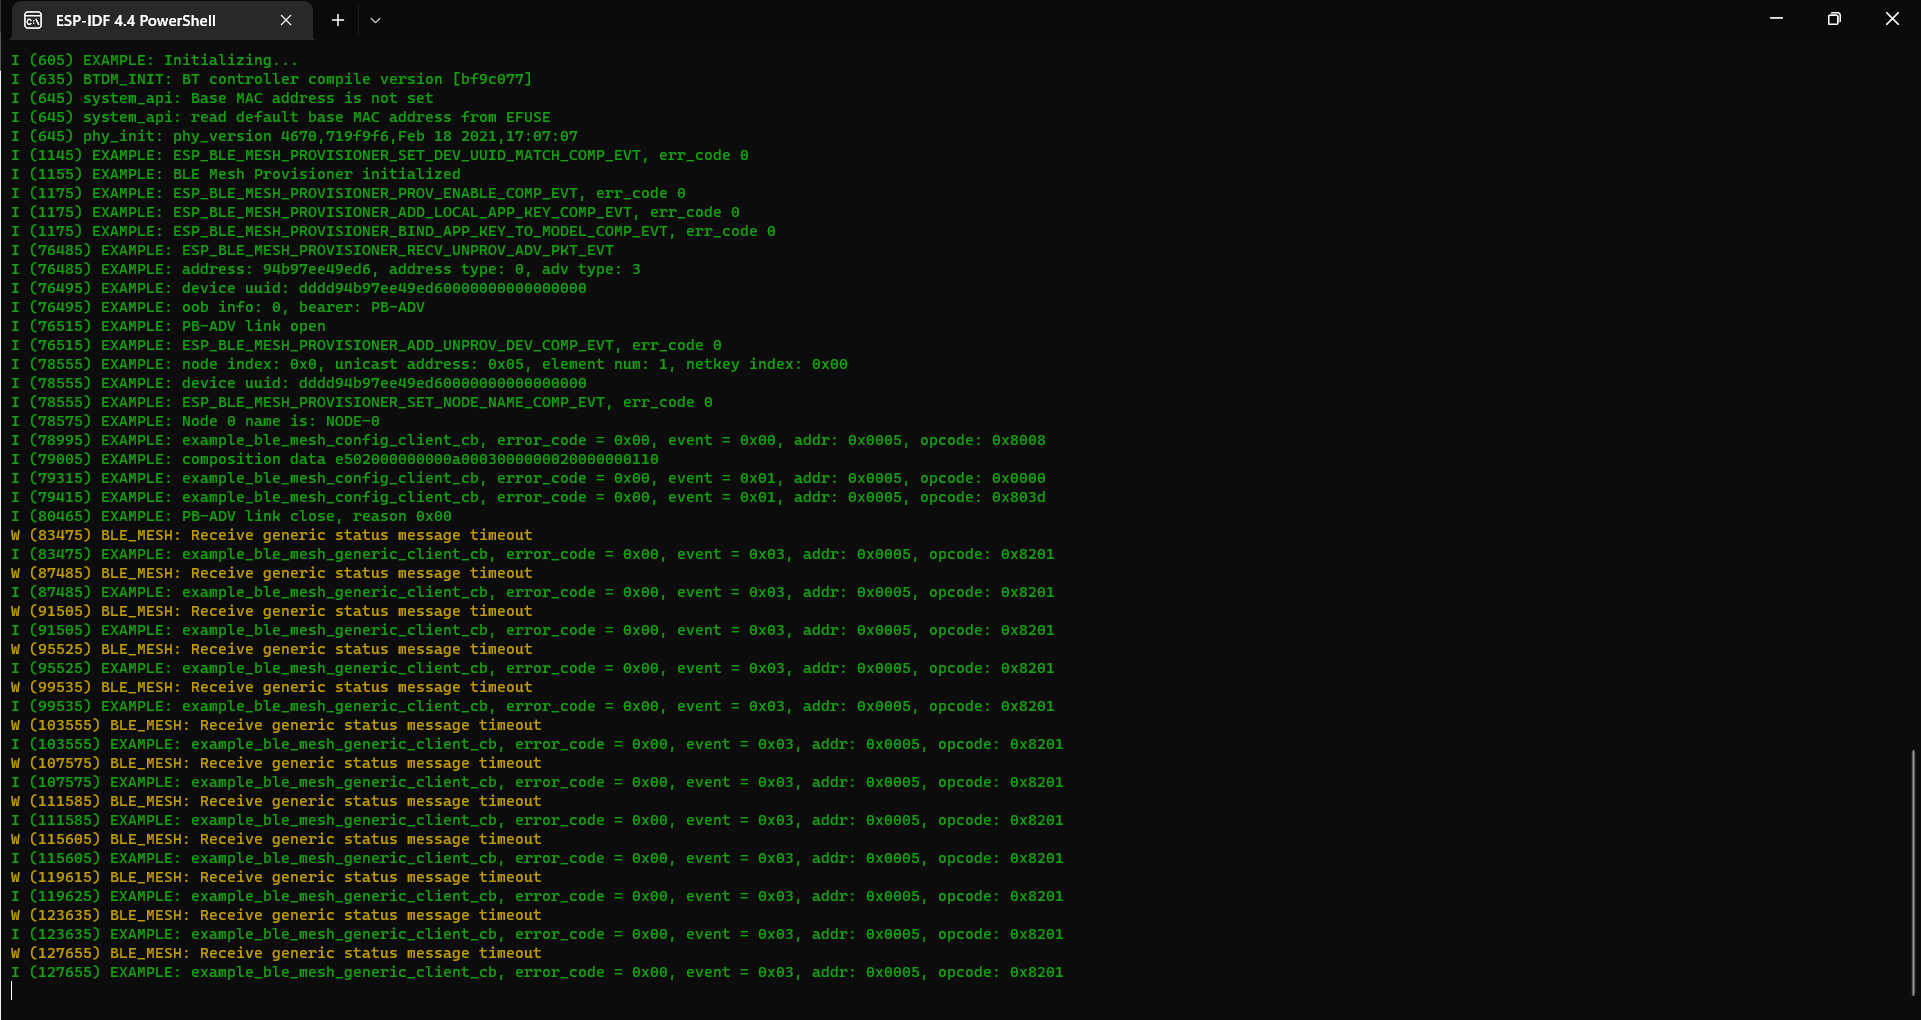 ESP-IDF 4.4 PowerShell
I (605) EXAMPLE: Initializing...
I (635) BTDM_INIT: BT controller compile version [bf9c077]
I (645) system_api: Base MAC address is not set
I (645) system_api: read default base MAC address from EFUSE
I (645) phy_init: phy_version 4670,719f9f6,Feb 18 2021,17:07:07
I (1145) EXAMPLE: ESP_BLE_MESH_PROVISIONER_SET_DEV_UUID_MATCH_COMP_EVT, err_code 0
I (1155) EXAMPLE: BLE Mesh Provisioner initialized
I (1175) EXAMPLE: ESP_BLE_MESH_PROVISIONER_PROV_ENABLE_COMP_EVT, err_code 0
I (1175) EXAMPLE: ESP_BLE_MESH_PROVISIONER_ADD_LOCAL_APP_KEY_COMP_EVT, err_code 0
I (1175) EXAMPLE: ESP_BLE_MESH_PROVISIONER_BIND_APP_KEY_TO_MODEL_COMP_EVT, err_code 0
I (76485) EXAMPLE: ESP_BLE_MESH_PROVISIONER_RECV_UNPROV_ADV_PKT_EVT
I (76485) EXAMPLE: address: 94b97ee49ed6, address type: 0, adv type: 3
I (76495) EXAMPLE: device uuid: dddd94b97ee49ed60000000000000000
I (76495) EXAMPLE: oob info: 0, bearer: PB-ADV
I (76515) EXAMPLE: PB-ADV link open
I (76515) EXAMPLE: ESP_BLE_MESH_PROVISIONER_ADD_UNPROV_DEV_COMP_EVT, err_code 0
I (78555) EXAMPLE: node index: 0x0, unicast address: 0x05, element num: 1, netkey index: 0x00
I (78555) EXAMPLE: device uuid: dddd94b97ee49ed60000000000000000
I (78555) EXAMPLE: ESP_BLE_MESH_PROVISIONER_SET_NODE_NAME_COMP_EVT, err_code 0
I (78575) EXAMPLE: Node 0 name is: NODE-0
I (78995) EXAMPLE: example_ble_mesh_config_client_cb, error_code = 0x00, event = 0x00, addr: 0x0005, opcode: 0x8008
I (79005) EXAMPLE: composition data e502000000000a0003000000020000000110
I (79315) EXAMPLE: example_ble_mesh_config_client_cb, error_code = 0x00, event = 0x01, addr: 0x0005, opcode: 0x0000
I (79415) EXAMPLE: example_ble_mesh_config_client_cb, error_code = 0x00, event = 0x01, addr: 0x0005, opcode: 0x803d
I (80465) EXAMPLE: PB-ADV link close, reason 0x00
W (83475) BLE_MESH: Receive generic status message timeout
I (83475) EXAMPLE: example_ble_mesh_generic_client_cb, error_code = 0x00, event = 0x03, addr: 0x0005, opcode: 0x8201
W (87485) BLE_MESH: Receive generic status message timeout
I (87485) EXAMPLE: example_ble_mesh_generic_client_cb, error_code = 0x00, event = 0x03, addr: 0x0005, opcode: 0x8201
W (91505) BLE_MESH: Receive generic status message timeout
I (91505) EXAMPLE: example_ble_mesh_generic_client_cb, error_code = 0x00, event = 0x03, addr: 0x0005, opcode: 0x8201
W (95525) BLE_MESH: Receive generic status message timeout
I (95525) EXAMPLE: example_ble_mesh_generic_client_cb, error_code = 0x00, event = 0x03, addr: 0x0005, opcode: 0x8201
W (99535) BLE_MESH: Receive generic status message timeout
I (99535) EXAMPLE: example_ble_mesh_generic_client_cb, error_code = 0x00, event = 0x03, addr: 0x0005, opcode: 0x8201
W (103555) BLE_MESH: Receive generic status message timeout
I (103555) EXAMPLE: example_ble_mesh_generic_client_cb, error_code = 0x00, event = 0x03, addr: 0x0005, opcode: 0x8201
W (107575) BLE_MESH: Receive generic status message timeout
I (107575) EXAMPLE: example_ble_mesh_generic_client_cb, error_code = 0x00, event = 0x03, addr: 0x0005, opcode: 0x8201
W (111585) BLE_MESH: Receive generic status message timeout
I (111585) EXAMPLE: example_ble_mesh_generic_client_cb, error_code = 0x00, event = 0x03, addr: 0x0005, opcode: 0x8201
W (115605) BLE_MESH: Receive generic status message timeout
I (115605) EXAMPLE: example_ble_mesh_generic_client_cb, error_code = 0x00, event = 0x03, addr: 0x0005, opcode: 0x8201
W (119615) BLE_MESH: Receive generic status message timeout
I (119625) EXAMPLE: example_ble_mesh_generic_client_cb, error_code = 0x00, event = 0x03, addr: 0x0005, opcode: 0x8201
W (123635) BLE_MESH: Receive generic status message timeout
I (123635) EXAMPLE: example_ble_mesh_generic_client_cb, error_code = 0x00, event = 0x03, addr: 0x0005, opcode: 0x8201
W (127655) BLE_MESH: Receive generic status message timeout
I (127655) EXAMPLE: example_ble_mesh_generic_client_cb, error_code = 0x00, event = 0x03, addr: 0x0005, opcode: 0x8201